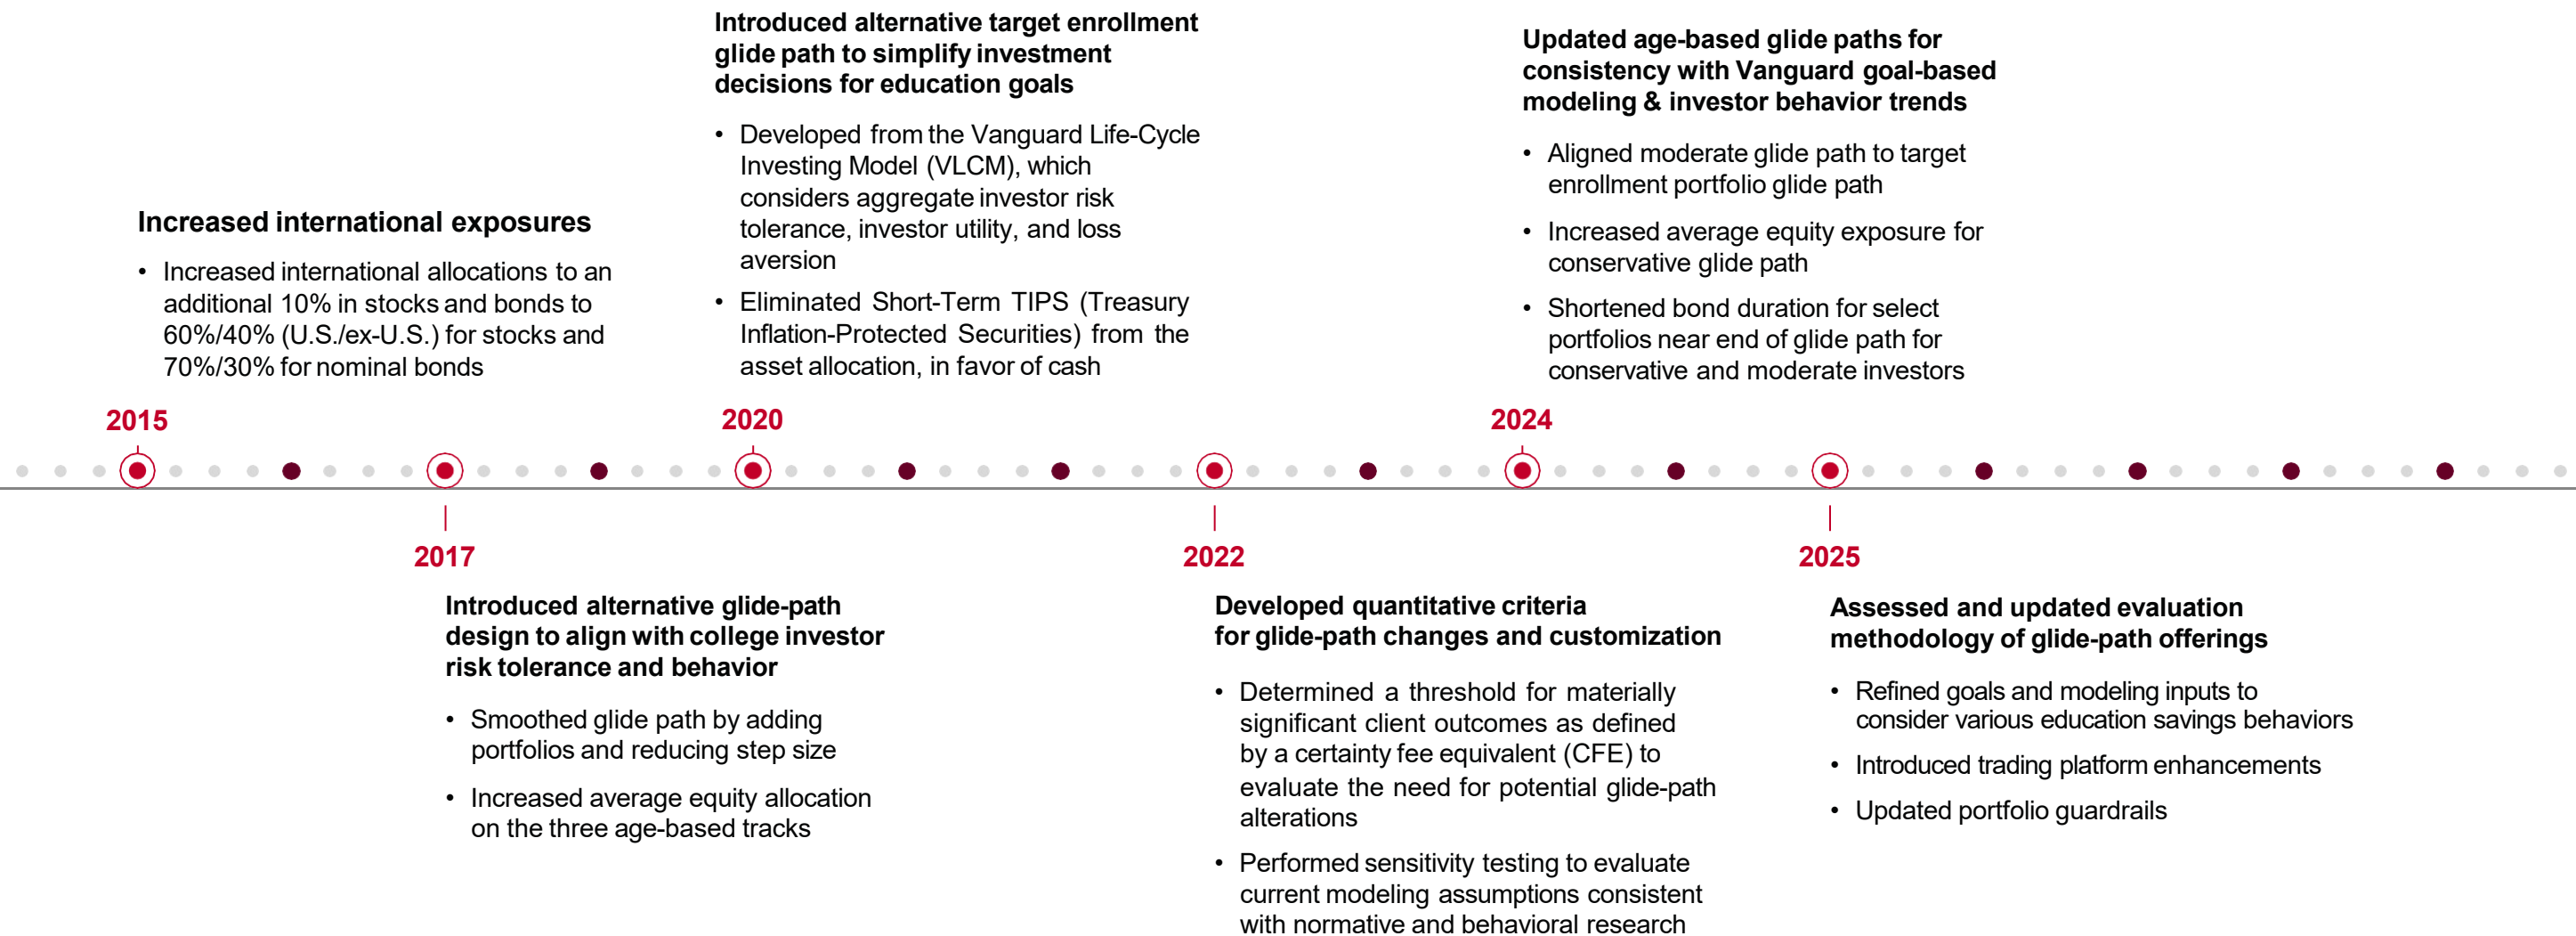 Increased international exposures
• Increased international allocations to an
additional 10% in stocks and bonds to
60%/40% (U.S./ex-U.S.) for stocks and
70%/30% for nominal bonds
2015
2017
Introduced alternative glide-path
design to align with college investor
risk tolerance and behavior
• Smoothed glide path by adding
portfolios and reducing step size
• Increased average equity allocation
on the three age-based tracks
Introduced alternative target enrollment
glide path to simplify investment
decisions for education goals
• Developed from the Vanguard Life-Cycle
Investing Model (VLCM), which
considers aggregate investor risk
tolerance, investor utility, and loss
aversion
• Eliminated Short-Term TIPS (Treasury
Inflation-Protected Securities) from the
asset allocation, in favor of cash
2020
2022
Developed quantitative criteria
for glide-path changes and customization
• Determined a threshold for materially
significant client outcomes as defined
by a certainty fee equivalent (CFE) to
evaluate the need for potential glide-path
alterations
• Performed sensitivity testing to evaluate
current modeling assumptions consistent
with normative and behavioral research
Updated age-based glide paths for
consistency with Vanguard goal-based
modeling & investor behavior trends
• Aligned moderate glide path to target
enrollment portfolio glide path
• Increased average equity exposure for
conservative glide path
• Shortened bond duration for select
portfolios near end of glide path for
conservative and moderate investors
2024
2025
Assessed and updated evaluation
methodology of glide-path offerings
• Refined goals and modeling inputs to
consider various education savings behaviors
• Introduced trading platform enhancements
• Updated portfolio guardrails